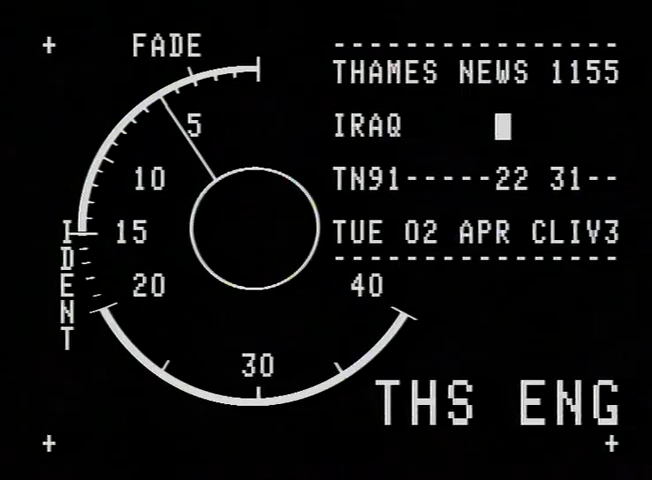 FADE
----------------
THAMES NEWS 1155
5
IRAQ
10
TN91-----22 31--
15
TUE 02 APR CLIV3
----------------
IDENT
20
40
30
THS ENG